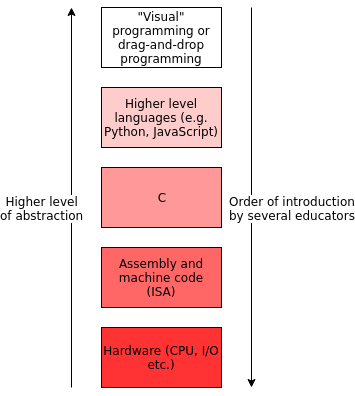 "Visual"
programming or
drag-and-drop
programming
Higher level
languages (e.g.
Python, JavaScript)
C
Higher level
of abstraction
Order of introduction
by several educators
Assembly and
machine code
(ISA)
Hardware (CPU, I/O
etc.)